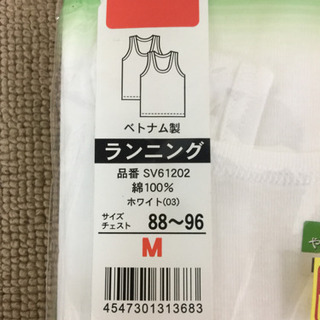 ベトナム製
ランニング
品番 SV61202
綿100%
ホワイト(03)
サイズ
チェスト 88〜96
M
4547301313683
や